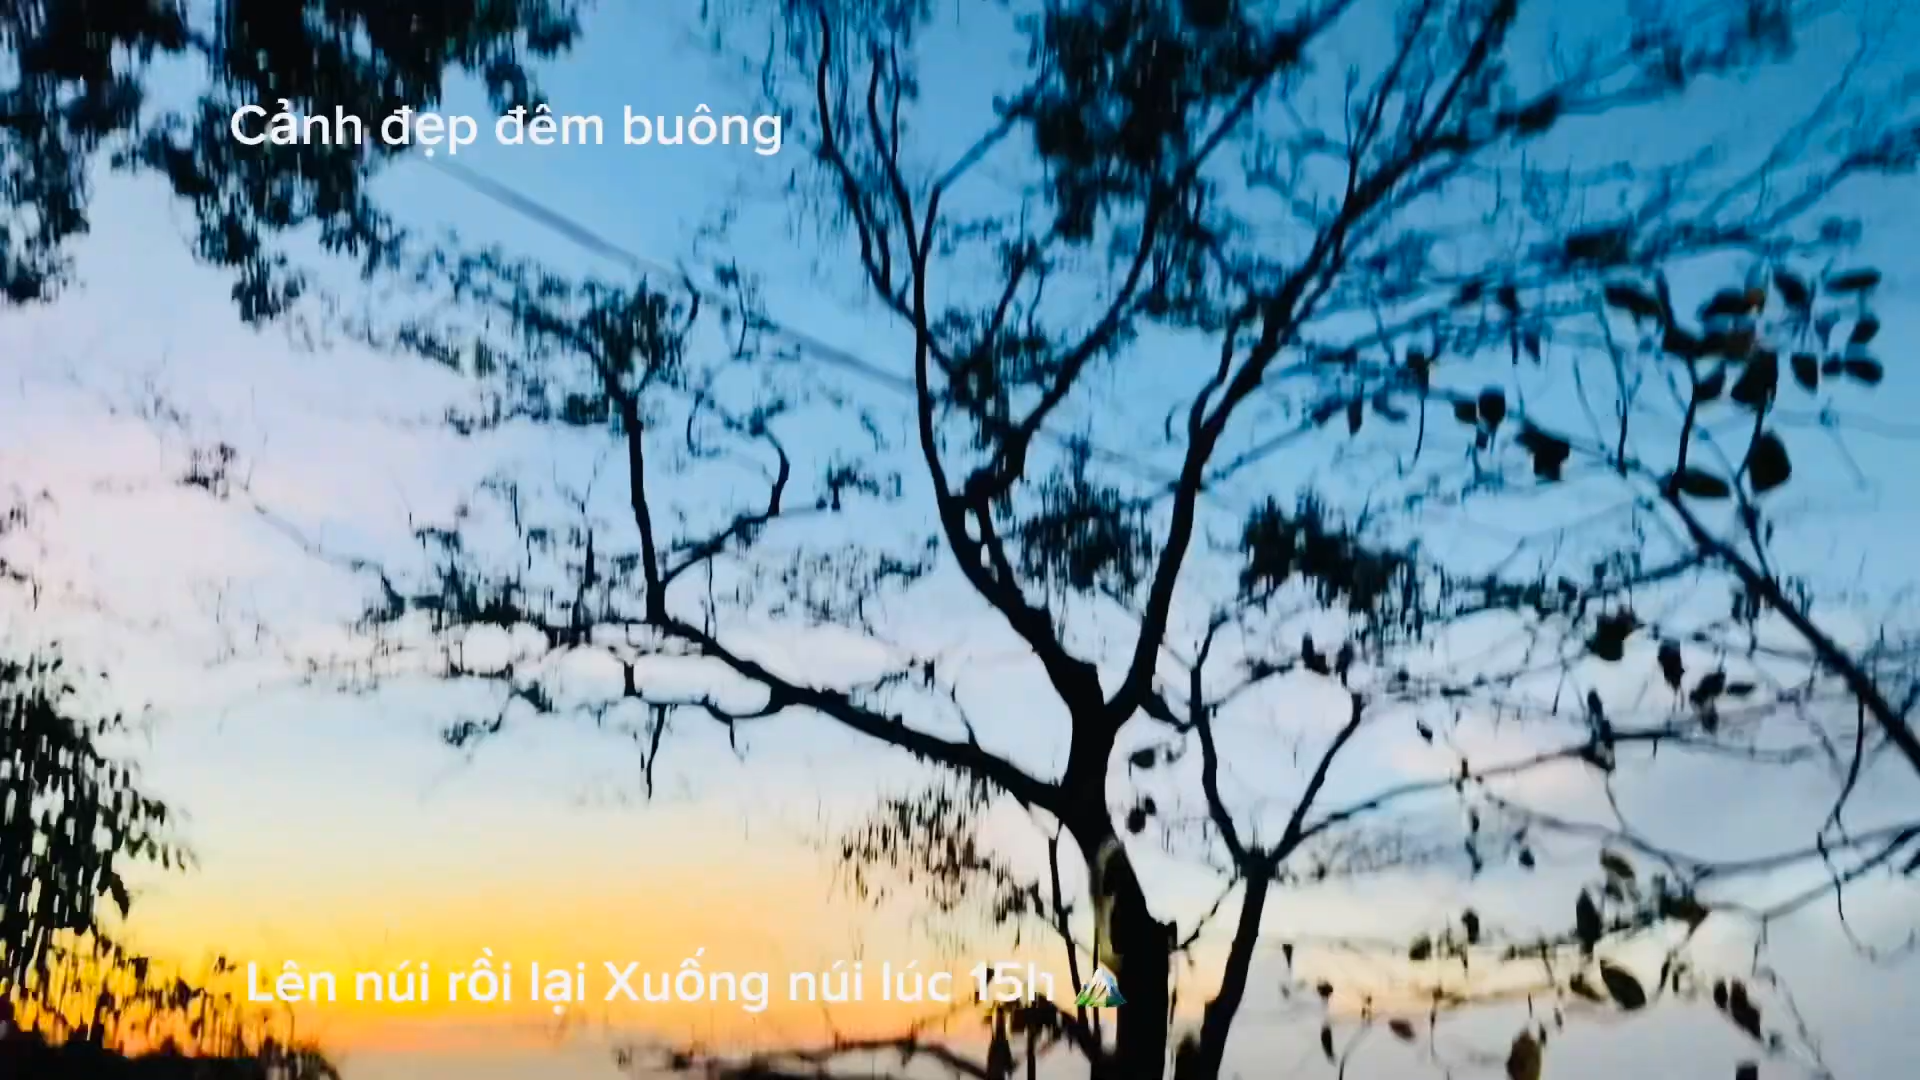 Cảnh đẹp đêm buông
Lên núi rồi lại Xuống núi lúc 15h ⛰️